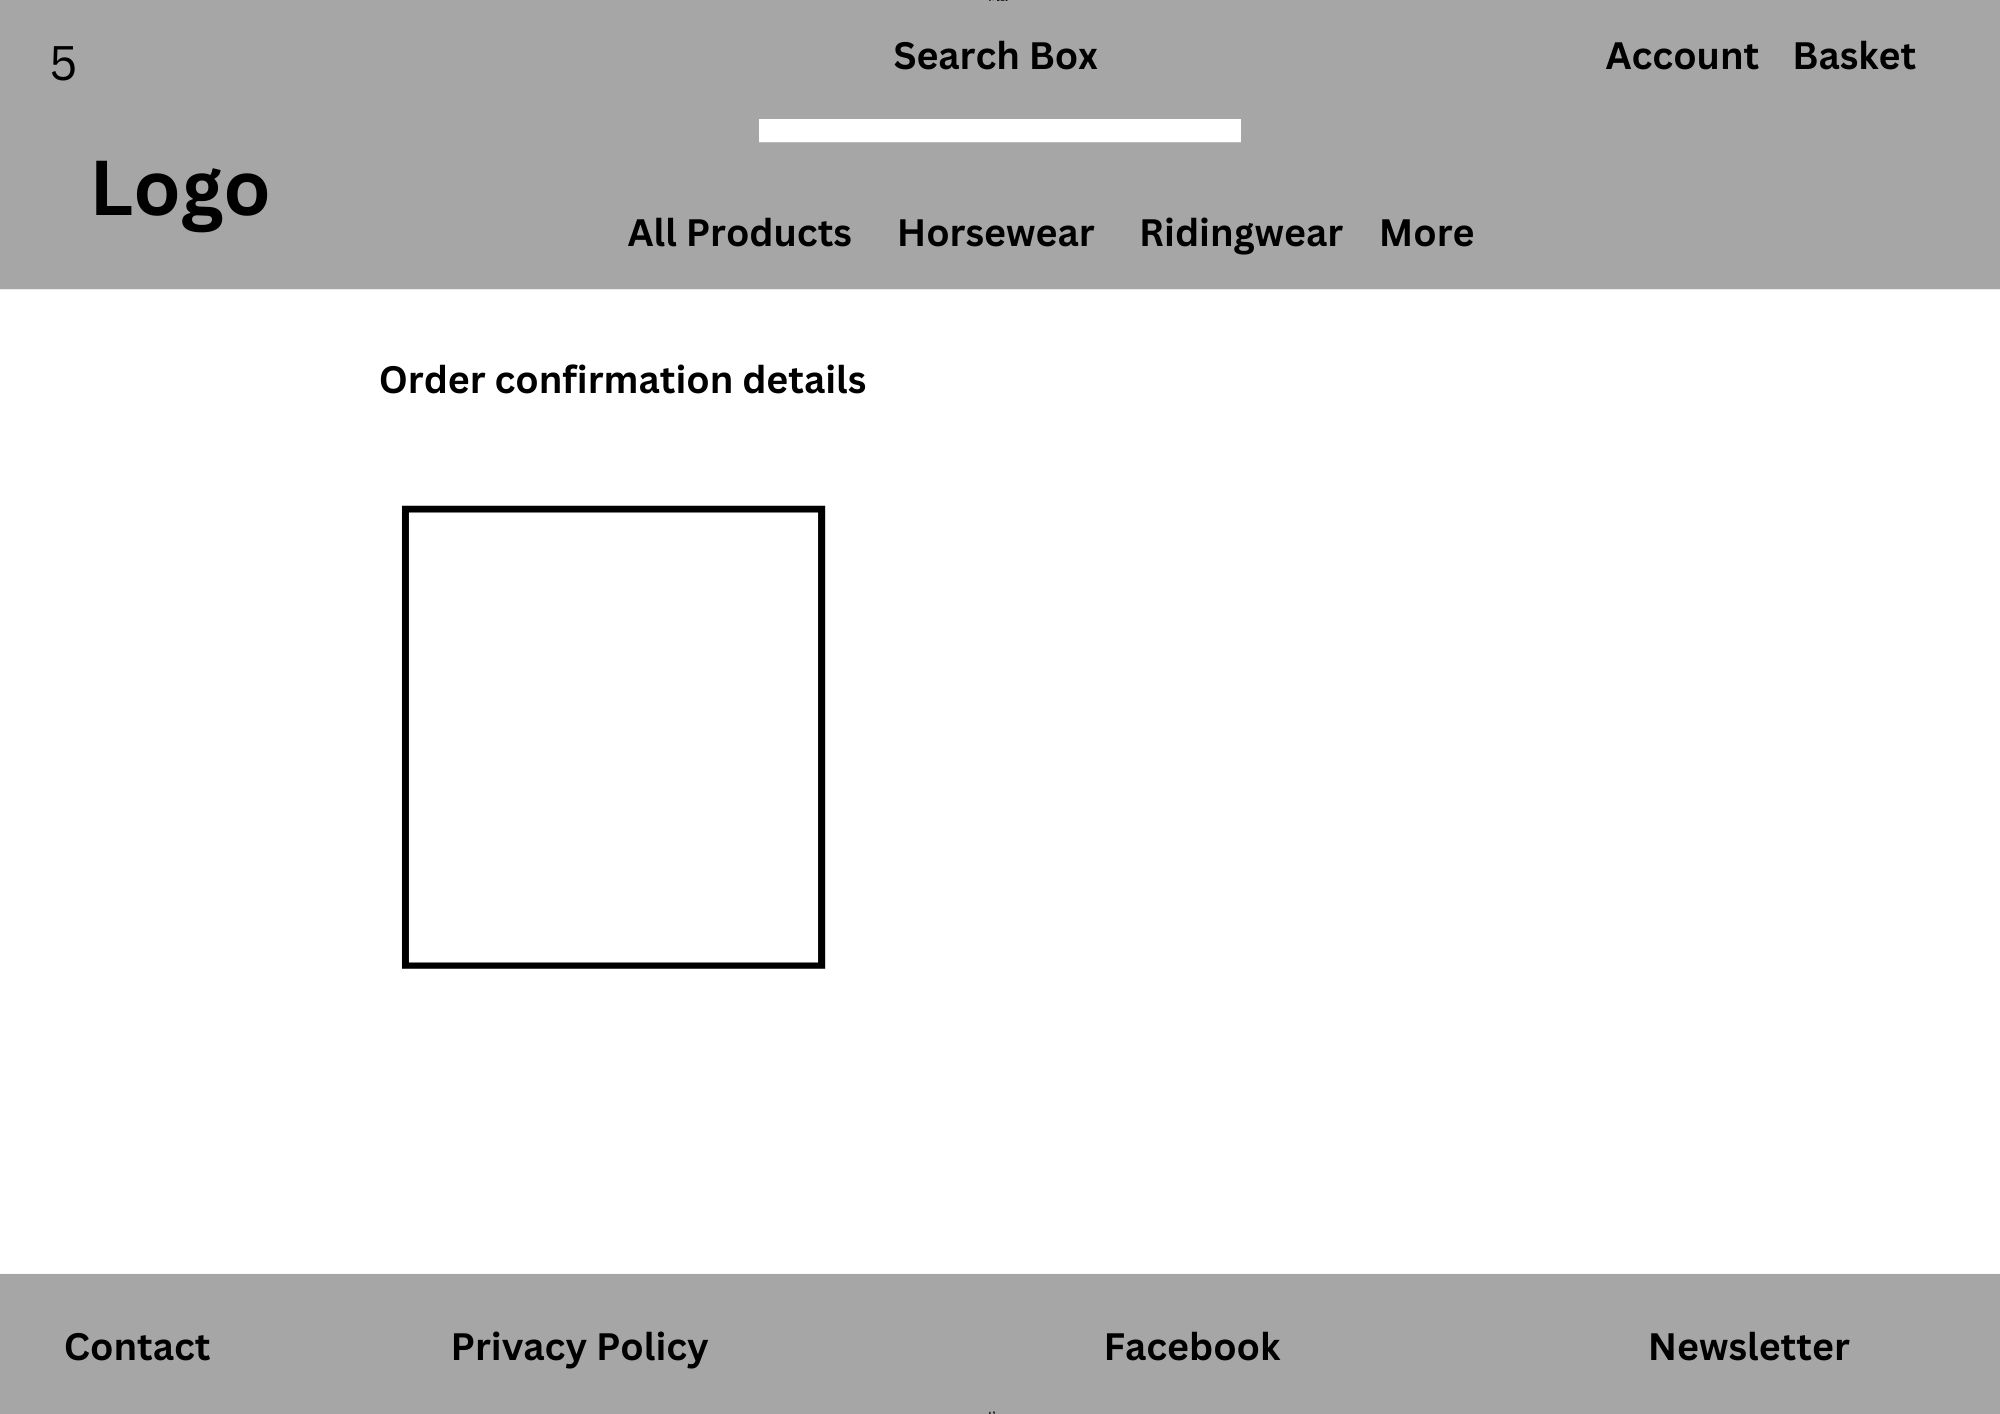 5
Search Box
Account Basket
Logo
All Products Horsewear Ridingwear More
Order confirmation details
Contact Privacy Policy Facebook Newsletter